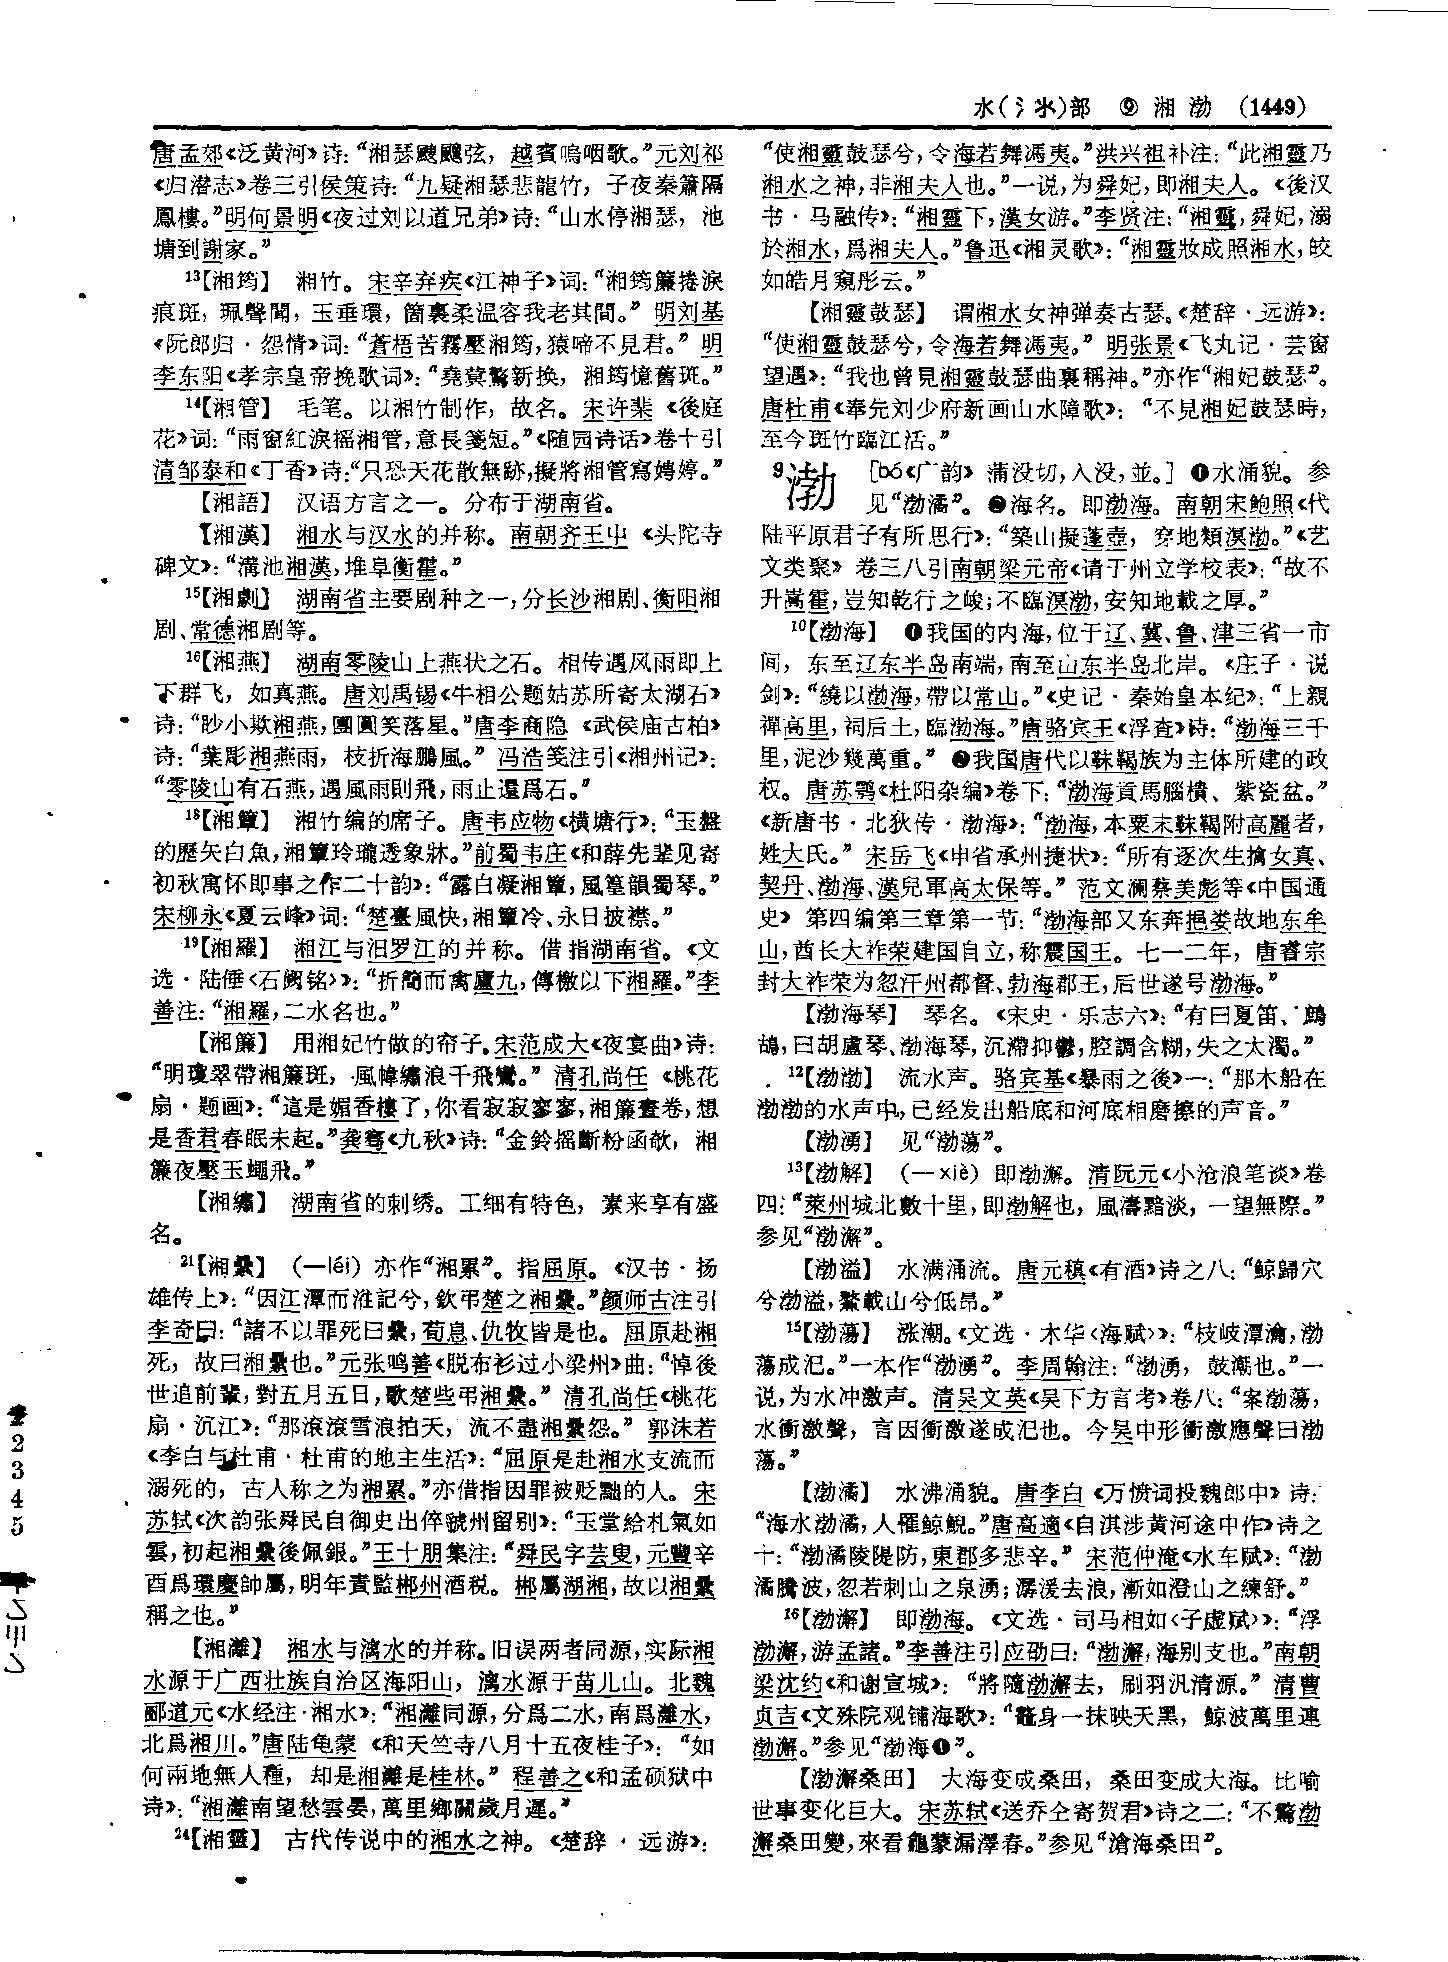 水(氵氺)部 ⑨ 湘 渤 (1449)
唐孟郊《泛黄河》诗：“湘瑟颼飀弦，越賓嗚咽歌。”元刘祁
《归潜志》卷三引侯策诗：“九疑湘瑟悲龍竹，子夜秦簫隔
鳳樓。”明何景明《夜过刘以道兄弟》诗：“山水停湘瑟，池
塘到謝家。”
13【湘筠】 湘竹。宋辛弃疾《江神子》词：“湘筠簾捲淚
痕斑，珮聲閒，玉垂環，箇裏柔温容我老其間。”明刘基
《阮郎归·怨情》词：“蒼梧苦霧壓湘筠，猿啼不見君。”明
李东阳《孝宗皇帝挽歌词》：“堯蓂驚新换，湘筠憶舊斑。”
14【湘管】 毛笔。以湘竹制作，故名。宋许棐《後庭
花》词：“雨窗紅淚摇湘管，意長箋短。”《随园诗话》卷十引
清邹泰和《丁香》诗：“只恐天花散無跡，擬將湘管寫娉婷。”
【湘語】 汉语方言之一。分布于湖南省。
【湘漢】 湘水与汉水的并称。南朝齐王屮《头陀寺
碑文》：“溝池湘漢，堆阜衡霍。”
15【湘劇】 湖南省主要剧种之一，分长沙湘剧、衡阳湘
剧、常德湘剧等。
16【湘燕】 湖南零陵山上燕状之石。相传遇风雨即上
下群飞，如真燕。唐刘禹锡《牛相公题姑苏所寄太湖石》
诗：“眇小欺湘燕，團圓笑落星。”唐李商隐《武侯庙古柏》
诗：“葉彫湘燕雨，枝折海鵬風。”冯浩笺注引《湘州记》：
“零陵山有石燕，遇風雨則飛，雨止還爲石。”
18【湘簟】 湘竹编的席子。唐韦应物《横塘行》：“玉盤
的歷矢白魚，湘簟玲瓏透象牀。”前蜀韦庄《和薛先辈见寄
初秋寓怀即事之作二十韵》：“露白凝湘簟，風篁韻蜀琴。”
宋柳永《夏云峰》词：“楚臺風快，湘簟冷、永日披襟。”
19【湘羅】 湘江与汨罗江的并称。借指湖南省。《文
选·陆倕〈石阙铭〉》：“折簡而禽廬九，傳檄以下湘羅。”李
善注：“湘羅，二水名也。”
【湘簾】 用湘妃竹做的帘子。宋范成大《夜宴曲》诗：
“明瓊翠帶湘簾斑，風幃繡浪千飛鸞。”清孔尚任《桃花
扇·题画》：“這是媚香樓了，你看寂寂寥寥，湘簾晝卷，想
是香君春眠未起。”龚骞《九秋》诗：“金鈴摇斷粉函欹，湘
簾夜壓玉蠅飛。”
【湘繡】 湖南省的刺绣。工细有特色，素来享有盛
名。
21【湘纍】 （—léi）亦作“湘累”。指屈原。《汉书·扬
雄传上》：“因江潭而淮記兮，欽弔楚之湘纍。”颜师古注引
李奇曰：“諸不以罪死曰纍，荀息、仇牧皆是也。屈原赴湘
死，故曰湘纍也。”元张鸣善《脱布衫过小梁州》曲：“悼後
世追前輩，對五月五日，歌楚些弔湘纍。”清孔尚任《桃花
扇·沉江》：“那滚滚雪浪拍天，流不盡湘纍怨。”郭沫若
《李白与杜甫·杜甫的地主生活》：“屈原是赴湘水支流而
溺死的，古人称之为湘累。”亦借指因罪被贬黜的人。宋
苏轼《次韵张舜民自御史出倅虢州留别》：“玉堂給札氣如
雲，初起湘纍後佩銀。”王十朋集注：“舜民字芸叟，元豐辛
酉爲環慶帥屬，明年責監郴州酒税。郴屬湖湘，故以湘纍
稱之也。”
【湘灕】 湘水与漓水的并称。旧误两者同源，实际湘
水源于广西壮族自治区海阳山，漓水源于苗儿山。北魏
郦道元《水经注·湘水》：“湘灕同源，分爲二水，南爲灕水，
北爲湘川。”唐陆龟蒙《和天竺寺八月十五夜桂子》：“如
何兩地無人種，却是湘灕是桂林。”程善之《和孟硕狱中
诗》：“湘灕南望愁雲晏，萬里鄉關歲月遲。”
24【湘靈】 古代传说中的湘水之神。《楚辞·远游》：
“使湘靈鼓瑟兮，令海若舞馮夷。”洪兴祖补注：“此湘靈乃
湘水之神，非湘夫人也。”一说，为舜妃，即湘夫人。《後汉
书·马融传》：“湘靈下，漢女游。”李贤注：“湘靈，舜妃，溺
於湘水，爲湘夫人。”鲁迅《湘灵歌》：“湘靈妝成照湘水，皎
如皓月窺彤云。”
【湘靈鼓瑟】 谓湘水女神弹奏古瑟。《楚辞·远游》：
“使湘靈鼓瑟兮，令海若舞馮夷。”明张景《飞丸记·芸窗
望遇》：“我也曾見湘靈鼓瑟曲裏稱神。”亦作“湘妃鼓瑟”。
唐杜甫《奉先刘少府新画山水障歌》：“不見湘妃鼓瑟時，
至今斑竹臨江活。”
9渤 ［bó《广韵》蒲没切，入没，並。］❶水涌貌。参
见“渤潏”。❷海名。即渤海。南朝宋鲍照《代
陆平原君子有所思行》：“築山擬蓬壺，穿地類溟渤。”《艺
文类聚》卷三八引南朝梁元帝《请于州立学校表》：“故不
升嵩霍，豈知乾行之峻；不臨溟渤，安知地載之厚。”
10【渤海】 ❶我国的内海，位于辽、冀、鲁、津三省一市
间，东至辽东半岛南端，南至山东半岛北岸。《庄子·说
剑》：“繞以渤海，帶以常山。”《史记·秦始皇本纪》：“上親
禪高里，祠后土，臨渤海。”唐骆宾王《浮查》诗：“渤海三千
里，泥沙幾萬重。”❷我国唐代以靺鞨族为主体所建的政
权。唐苏鹗《杜阳杂编》卷下：“渤海貢馬腦樻、紫瓷盆。”
《新唐书·北狄传·渤海》：“渤海，本粟末靺鞨附高麗者，
姓大氏。”宋岳飞《申省承州捷状》：“所有逐次生擒女真、
契丹、渤海、漢兒軍高太保等。”范文澜蔡美彪等《中国通
史》第四编第三章第一节：“渤海部又东奔挹娄故地东牟
山，酋长大祚荣建国自立，称震国王。七一二年，唐睿宗
封大祚荣为忽汗州都督、勃海郡王，后世遂号渤海。”
【渤海琴】 琴名。《宋史·乐志六》：“有曰夏笛、鷓
鴣，曰胡盧琴、渤海琴，沉滯抑鬱，腔調含糊，失之太濁。”
12【渤渤】 流水声。骆宾基《暴雨之後》一：“那木船在
渤渤的水声中，已经发出船底和河底相磨擦的声音。”
【渤湧】 见“渤蕩”。
13【渤解】 （—xiè）即渤澥。清阮元《小沧浪笔谈》卷
四：“萊州城北數十里，即渤解也，風濤黯淡，一望無際。”
参见“渤澥”。
【渤溢】 水满涌流。唐元稹《有酒》诗之八：“鯨歸穴
兮渤溢，鰲載山兮低昂。”
15【渤蕩】 涨潮。《文选·木华〈海赋〉》：“枝岐潭瀹，渤
蕩成汜。”一本作“渤湧”。李周翰注：“渤湧，鼓潮也。”一
说，为水冲激声。清吴文英《吴下方言考》卷八：“案渤蕩，
水衝激聲，言因衝激遂成汜也。今吴中形衝激應聲曰渤
蕩。”
【渤潏】 水沸涌貌。唐李白《万愤词投魏郎中》诗：
“海水渤潏，人罹鯨鯢。”唐高適《自淇涉黄河途中作》诗之
十：“渤潏陵隄防，東郡多悲辛。”宋范仲淹《水车赋》：“渤
潏騰波，忽若刺山之泉湧；潺湲去浪，漸如澄山之練舒。”
16【渤澥】 即渤海。《文选·司马相如〈子虚赋〉》：“浮
渤澥，游孟諸。”李善注引应劭曰：“渤澥，海别支也。”南朝
梁沈约《和谢宣城》：“將隨渤澥去，刷羽汎清源。”清曹
贞吉《文殊院观铺海歌》：“鼇身一抹映天黑，鯨波萬里連
渤澥。”参见“渤海❶”。
【渤澥桑田】 大海变成桑田，桑田变成大海。比喻
世事变化巨大。宋苏轼《送乔仝寄贺君》诗之二：“不驚渤
澥桑田變，來看龜蒙漏澤春。”参见“滄海桑田”。
2
3
4
5